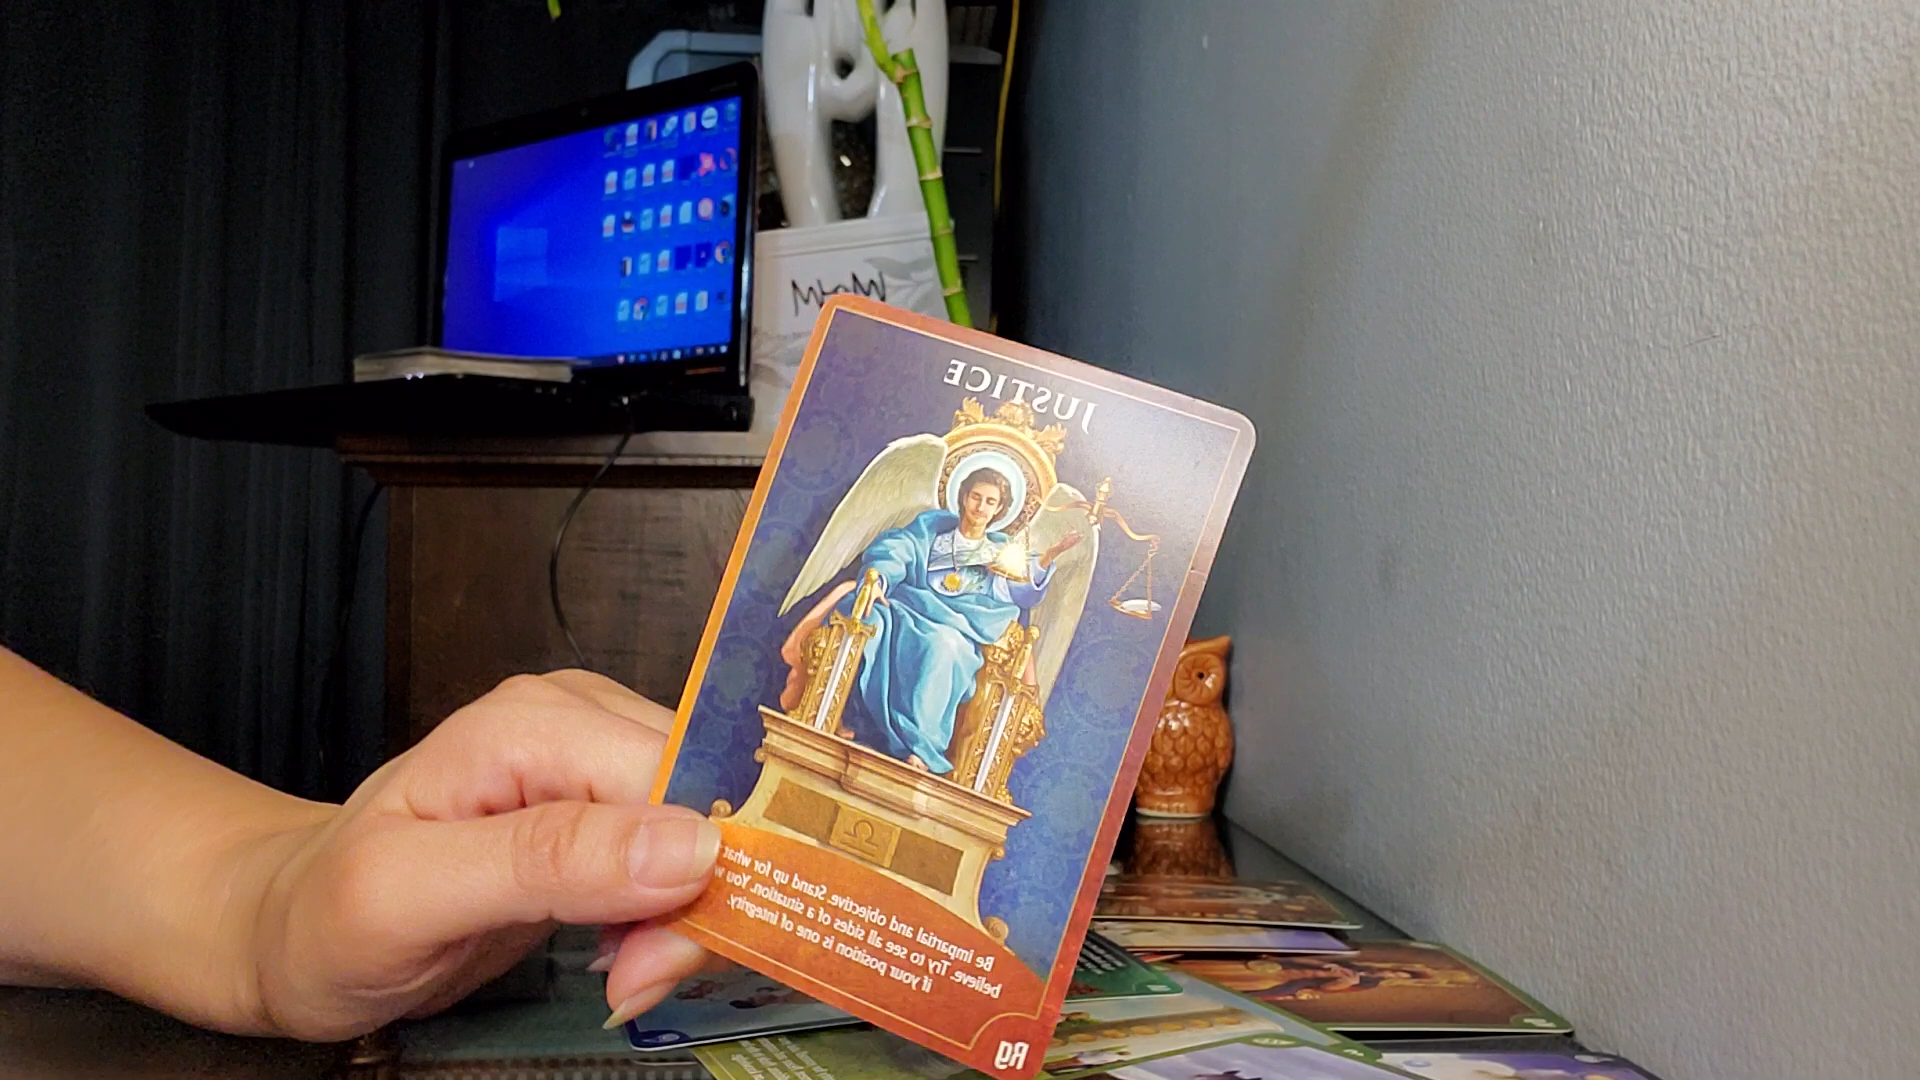 JUSTICE
Be impartial and objective. Stand up for what
believe. Try to see all sides of a situation. You
if your position is one of integrity.
Rg